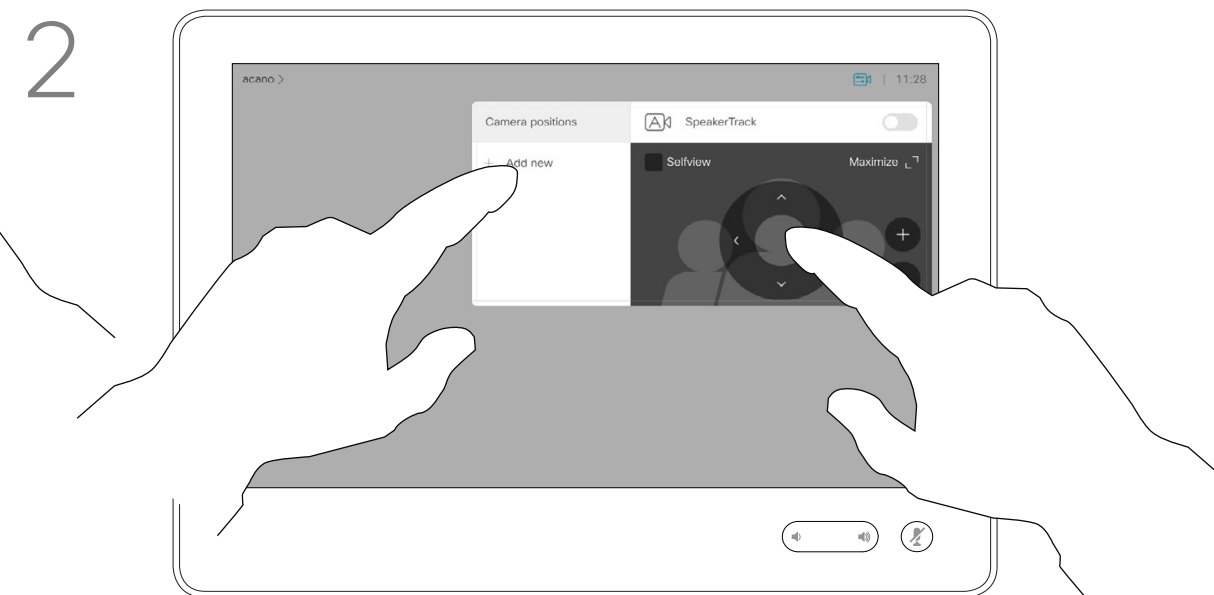 2
acano >
11:28
Camera positions
SpeakerTrack
+ Add new
Selfview
Maximize